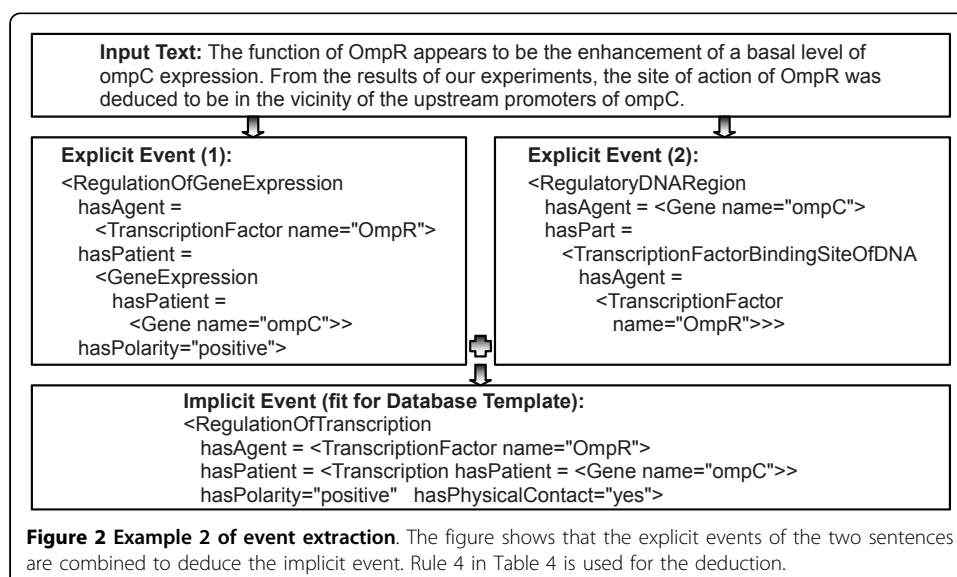 Input Text: The function of OmpR appears to be the enhancement of a basal level of
ompC expression. From the results of our experiments, the site of action of OmpR was
deduced to be in the vicinity of the upstream promoters of ompC.
Explicit Event (1):
<RegulationOfGeneExpression
hasAgent =
<TranscriptionFactor name="OmpR">
hasPatient =
<GeneExpression
hasPatient =
<Gene name="ompC">>
hasPolarity="positive">
Explicit Event (2):
<RegulatoryDNARegion
hasAgent = <Gene name="ompC">
hasPart =
<TranscriptionFactorBindingSiteOfDNA
hasAgent =
<TranscriptionFactor
name="OmpR">>>
Implicit Event (fit for Database Template):
<RegulationOfTranscription
hasAgent = <TranscriptionFactor name="OmpR">
hasPatient = <Transcription hasPatient = <Gene name="ompC">>
hasPolarity="positive" hasPhysicalContact="yes">
Figure 2 Example 2 of event extraction. The figure shows that the explicit events of the two sentences
are combined to deduce the implicit event. Rule 4 in Table 4 is used for the deduction.